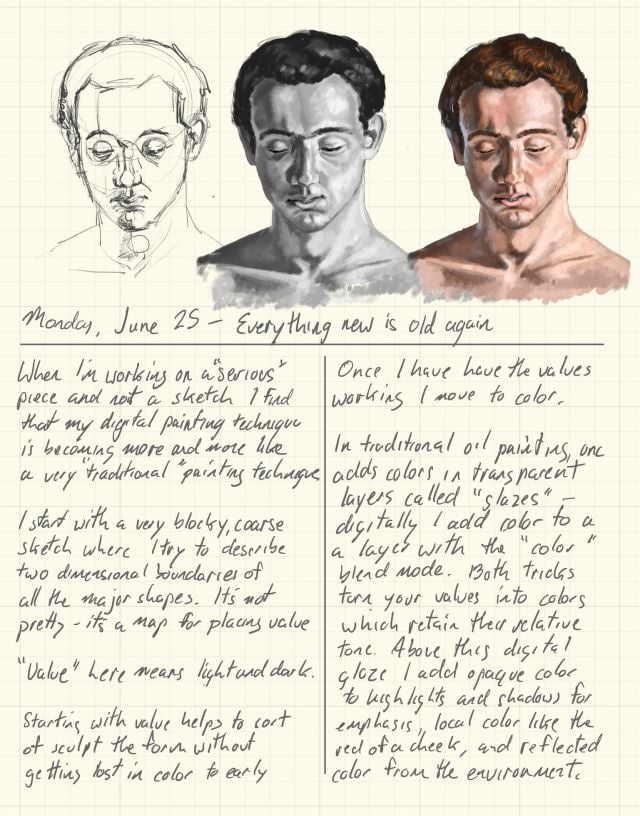 Monday, June 25 - Everything new is old again
When I'm working on a "serious"
piece and not a sketch I find
that my digital painting technique
is becoming more and more like
a very "traditional" painting technique
I start with a very blocky, coarse
sketch where I try to describe
two dimensional boundaries of
all the major shapes. It's not
pretty - it's a map for placing value
"Value" here means light and dark.
Starting with value helps to sort
of sculpt the form without
getting lost in color to early
Once I have have the values
working I move to color.
In traditional oil painting, one
adds colors in transparent
layers called "glazes" -
digitally I add color to a
a layer with the "color"
blend mode. Both tricks
turn your values into colors
which retain their relative
tone. Above this digital
glaze I add opaque color
to highlights and shadows for
emphasis, local color like the
red of a cheek, and reflected
color from the environment.